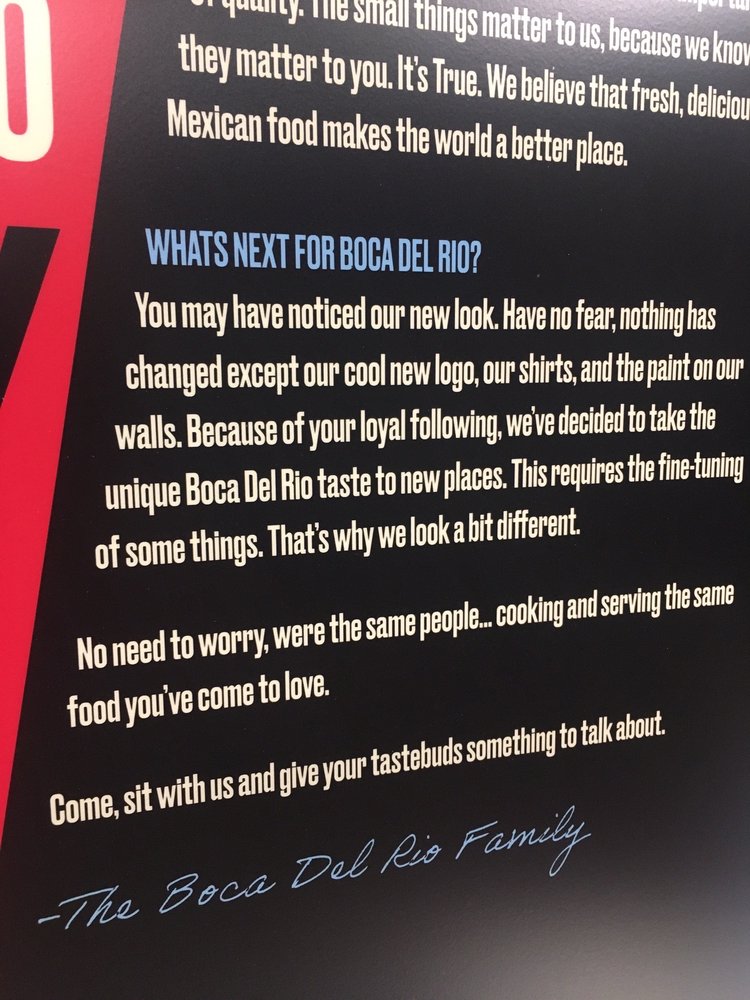 of quality. The small things matter to us, because we know
they matter to you. It's True. We believe that fresh, delicious
Mexican food makes the world a better place.
WHATS NEXT FOR BOCA DEL RIO?
You may have noticed our new look. Have no fear, nothing has
changed except our cool new logo, our shirts, and the paint on our
walls. Because of your loyal following, we've decided to take the
unique Boca Del Rio taste to new places. This requires the fine-tuning
of some things. That's why we look a bit different.
No need to worry, were the same people... cooking and serving the same
food you've come to love.
Come, sit with us and give your tastebuds something to talk about.
-The Boca Del Rio Family